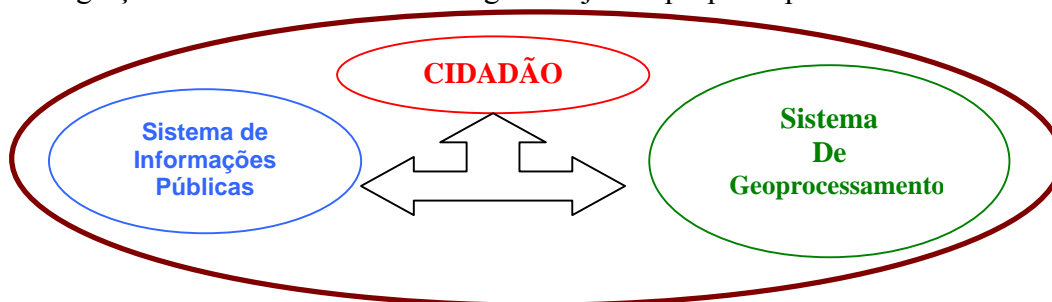 CIDADÃO
Sistema de
Informações
Públicas
Sistema
De
Geoprocessamento